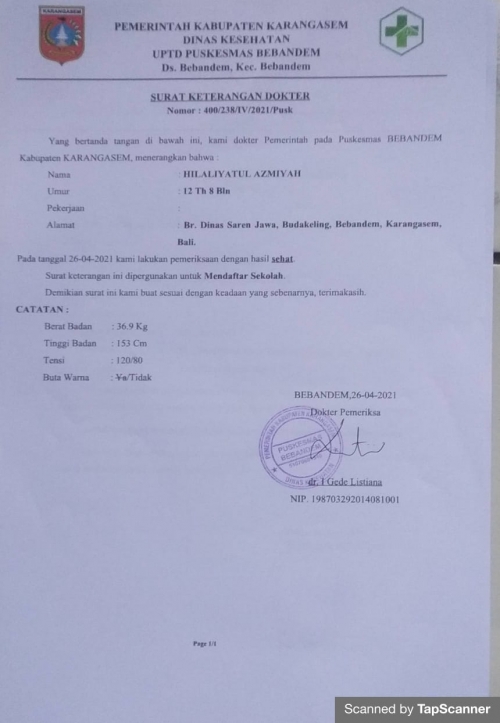 KARANGASEM
PEMERINTAH KABUPATEN KARANGASEM
DINAS KESEHATAN
UPTD PUSKESMAS BEBANDEM
Ds. Bebandem, Kec. Bebandem
SURAT KETERANGAN DOKTER
Nomor : 400/238/IV/2021/Pusk
Yang bertanda tangan di bawah ini, kami dokter Pemerintah pada Puskesmas BEBANDEM
Kabupaten KARANGASEM, menerangkan bahwa :
Nama : HILALIYATUL AZMIYAH
Umur : 12 Th 8 Bln
Pekerjaan :
Alamat : Br. Dinas Saren Jawa, Budakeling, Bebandem, Karangasem,
Bali.
Pada tanggal 26-04-2021 kami lakukan pemeriksaan dengan hasil sehat.
Surat keterangan ini dipergunakan untuk Mendaftar Sekolah.
Demikian surat ini kami buat sesuai dengan keadaan yang sebenarnya, terimakasih.
CATATAN :
Berat Badan : 36.9 Kg
Tinggi Badan : 153 Cm
Tensi : 120/80
Buta Warna : Ya/Tidak
BEBANDEM,26-04-2021
Dokter Pemeriksa
PUSKESMAS
BEBANDEM
dr. I Gede Listiana
NIP. 198703292014081001
Page 1/1
Scanned by TapScanner